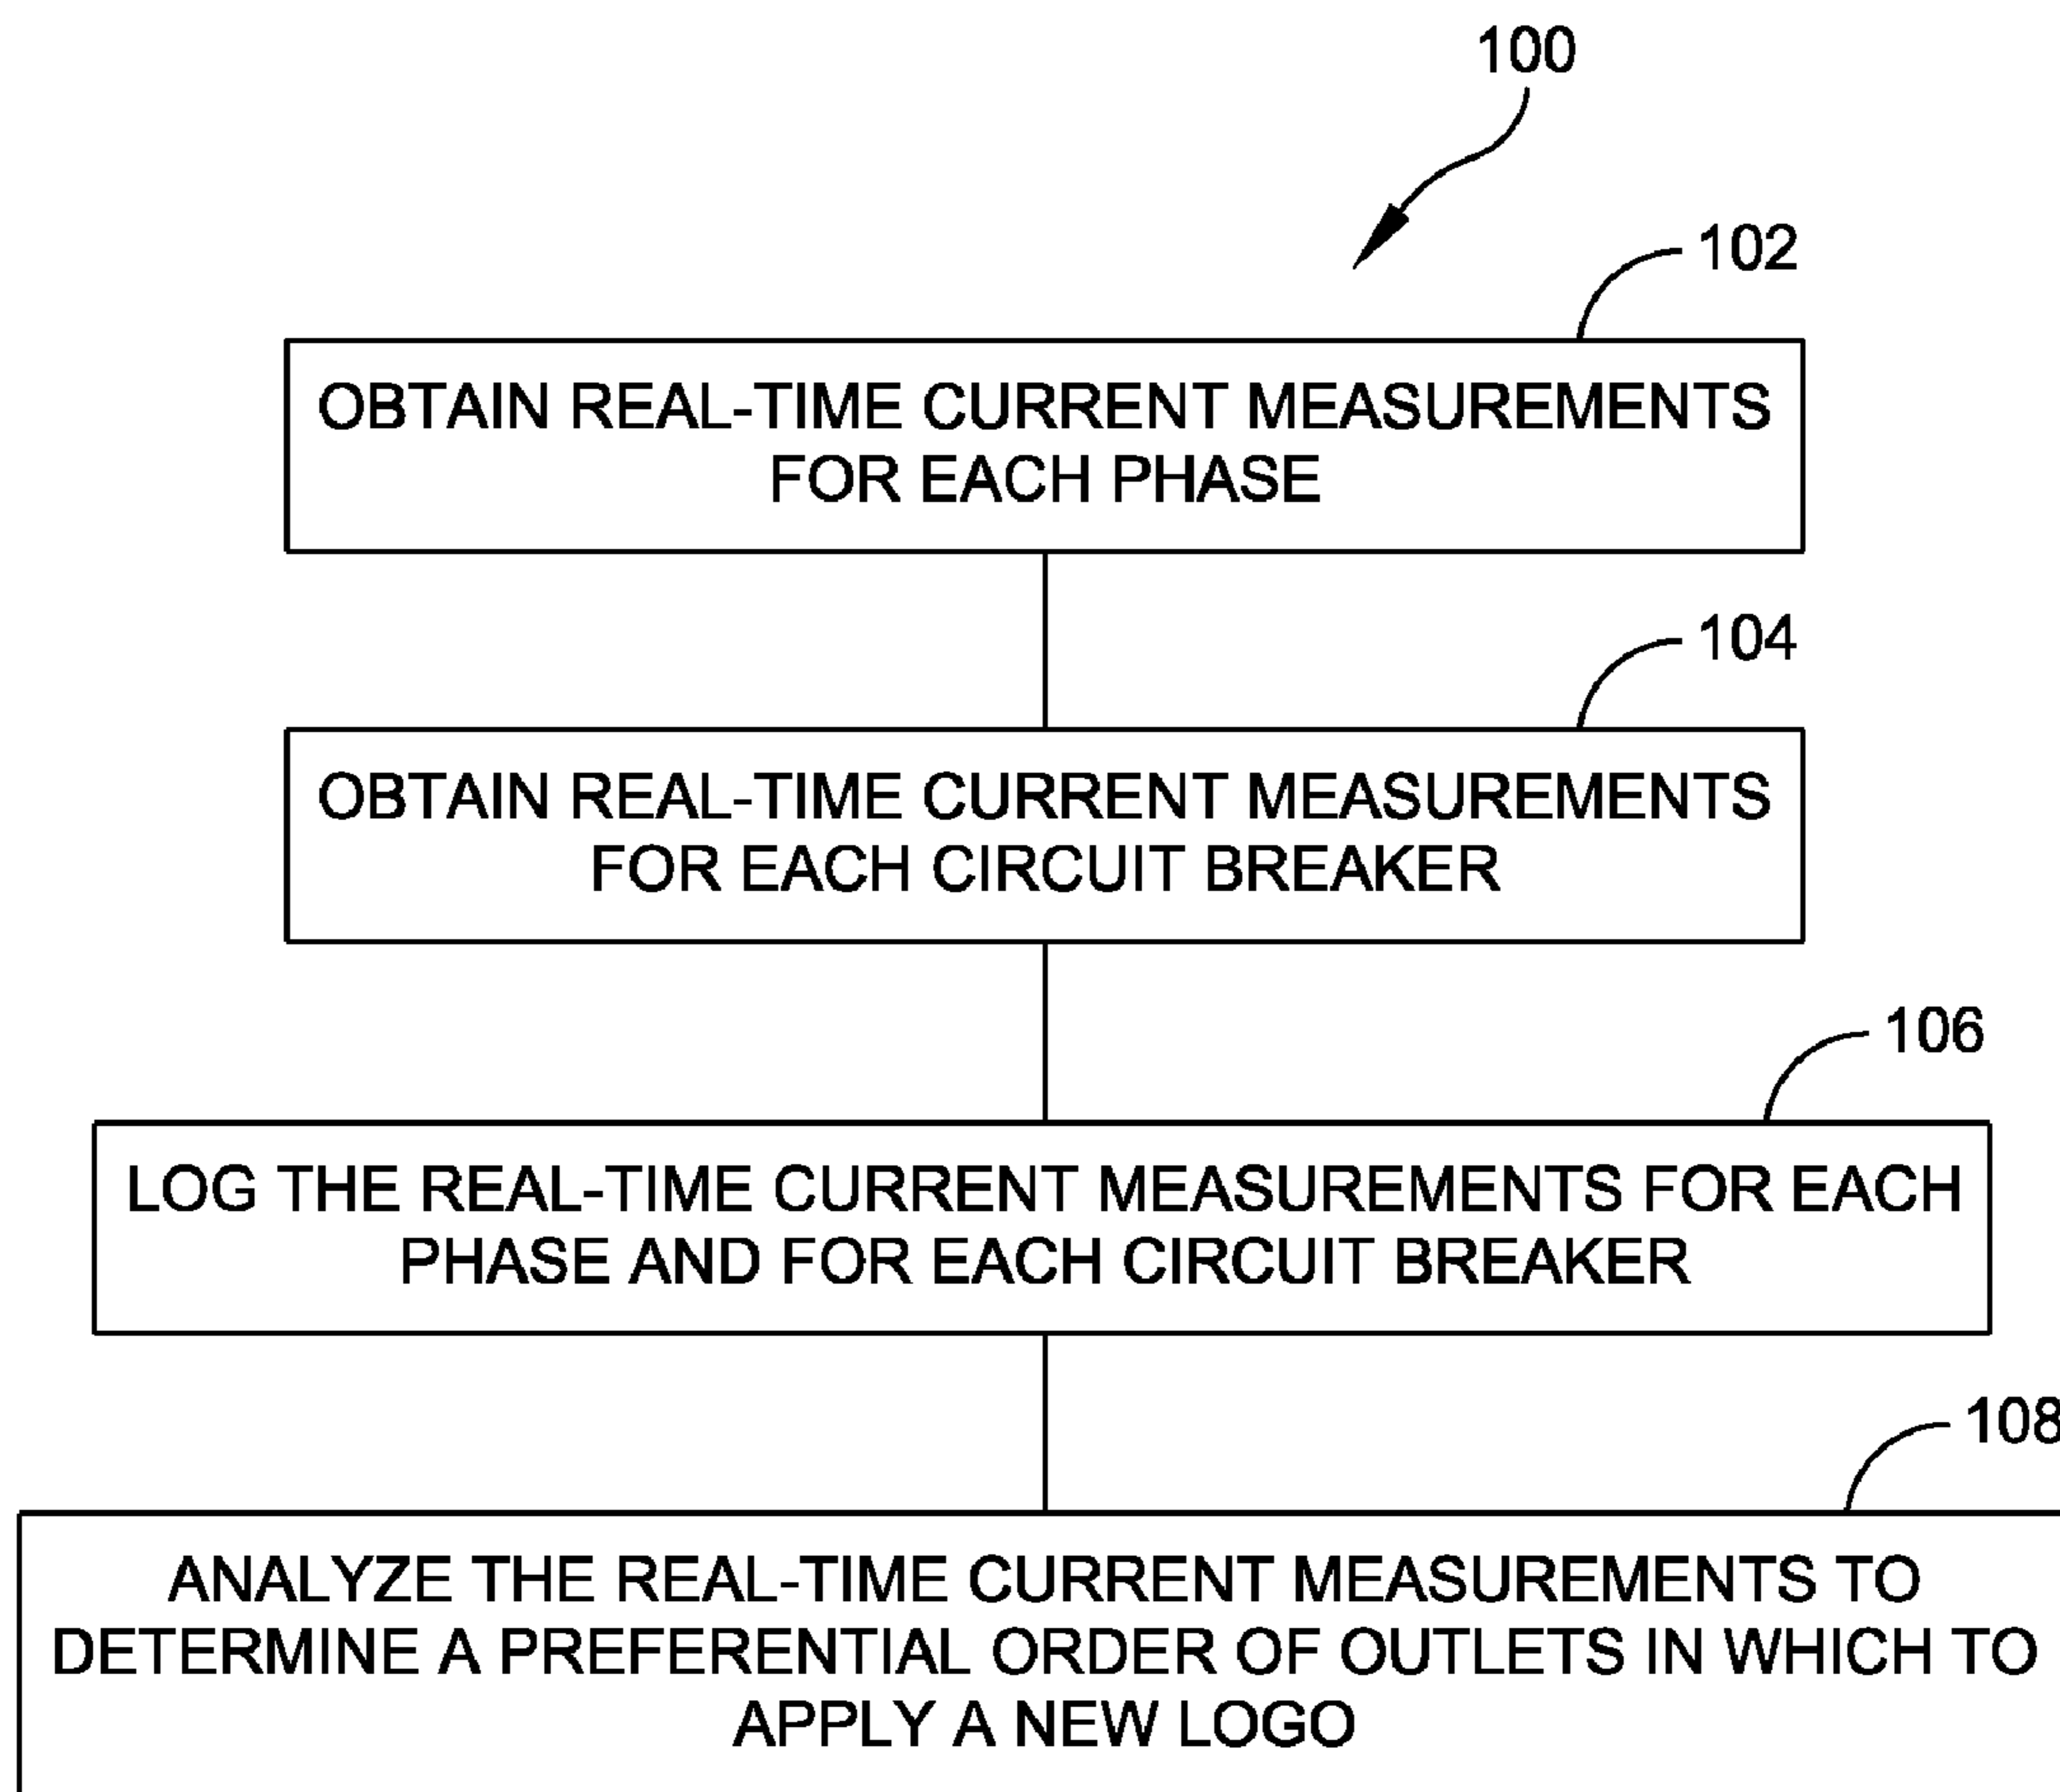 100
102
OBTAIN REAL-TIME CURRENT MEASUREMENTS
FOR EACH PHASE
104
OBTAIN REAL-TIME CURRENT MEASUREMENTS
FOR EACH CIRCUIT BREAKER
106
LOG THE REAL-TIME CURRENT MEASUREMENTS FOR EACH
PHASE AND FOR EACH CIRCUIT BREAKER
108
ANALYZE THE REAL-TIME CURRENT MEASUREMENTS TO
DETERMINE A PREFERENTIAL ORDER OF OUTLETS IN WHICH TO
APPLY A NEW LOGO